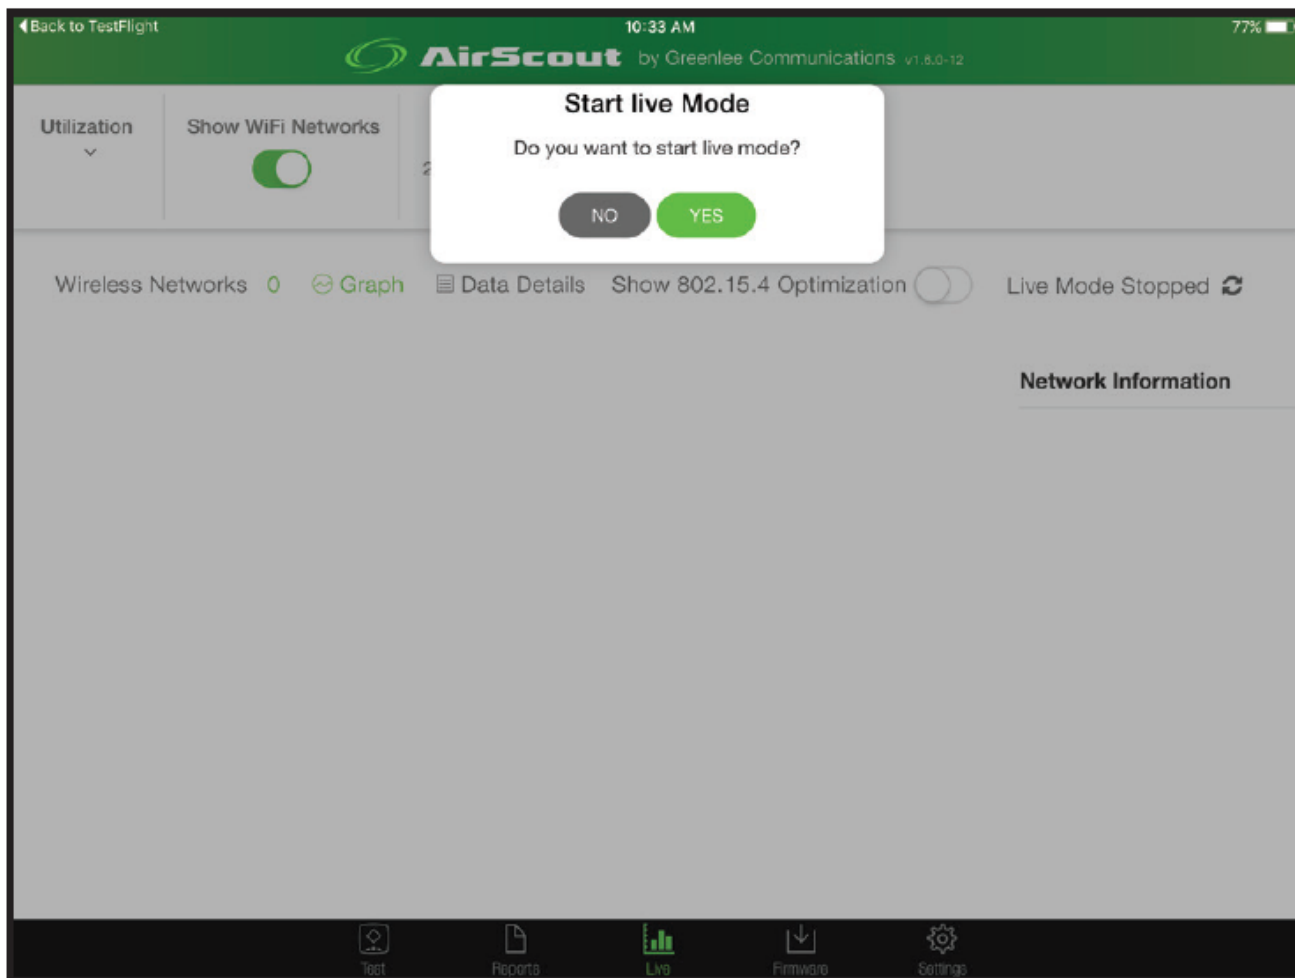 Back to TestFlight
10:33 AM
77%
AirScout by Greenlee Communications v1.6.0-12
Start live Mode
Do you want to start live mode?
NO YES
Utilization
Show WiFi Networks
2
Wireless Networks 0 Graph Data Details Show 802.15.4 Optimization Live Mode Stopped
Network Information
Test Reports Live Firmware Settings